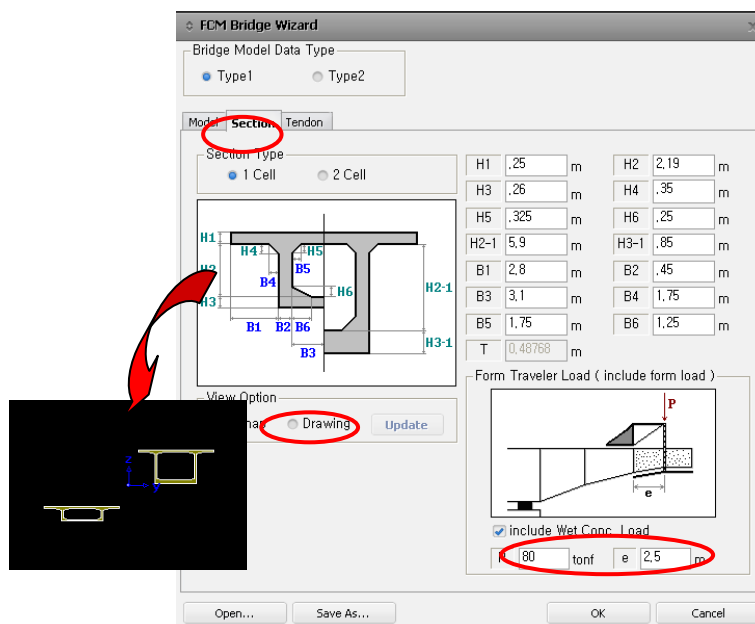 FCM Bridge Wizard
Bridge Model Data Type
Type1 Type2
Model Section Tendon
Section Type
1 Cell 2 Cell
H1 ,25 m H2 2,19 m
H3 ,26 m H4 ,35 m
H5 ,325 m H6 ,25 m
H2-1 5,9 m H3-1 ,85 m
B1 2,8 m B2 ,45 m
B3 3,1 m B4 1,75 m
B5 1,75 m B6 1,25 m
T 0,48768 m
H1
H4 H5
B5
B4
H6 H2-1
H3
B1 B2 B6
B3 H3-1
View Option
Drawing Update
Form Traveler Load ( include form load )
P
e
include Wet Conc. Load
P 80 tonf e 2,5 m
z
y
Open... Save As... OK Cancel